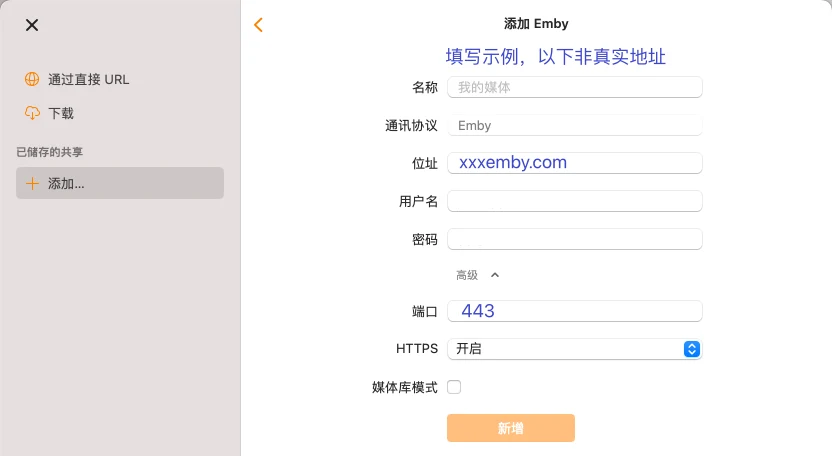 添加 Emby
填写示例，以下非真实地址
通过直接 URL
下载
已储存的共享
添加...
名称 我的媒体
通讯协议 Emby
位址 xxxemby.com
用户名
密码
高级
端口 443
HTTPS 开启
媒体库模式
新增